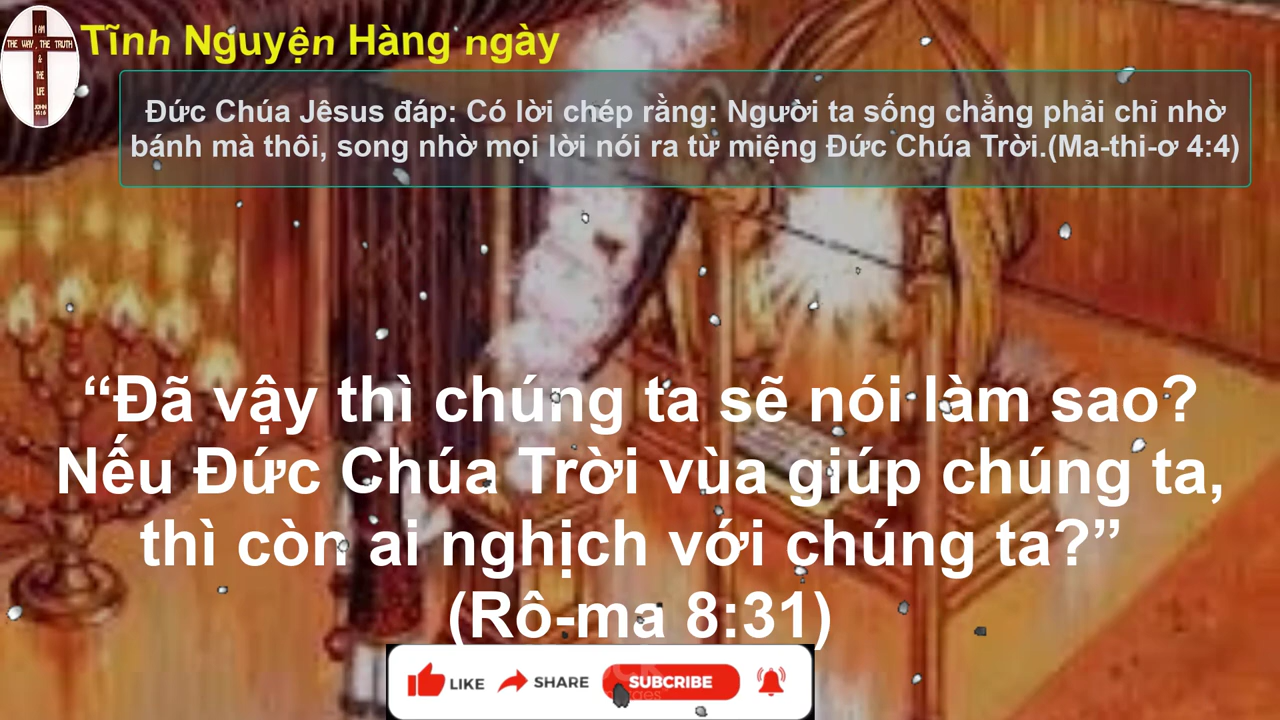 I AM
THE WAY, THE TRUTH
&
THE
LIFE
JOHN
Tĩnh Nguyện Hàng ngày
Đức Chúa Jêsus đáp: Có lời chép rằng: Người ta sống chẳng phải chỉ nhờ
bánh mà thôi, song nhờ mọi lời nói ra từ miệng Đức Chúa Trời.(Ma-thi-ơ 4:4)
“Đã vậy thì chúng ta sẽ nói làm sao?
Nếu Đức Chúa Trời vùa giúp chúng ta,
thì còn ai nghịch với chúng ta?”
(Rô-ma 8:31)
LIKE SHARE SUBCRIBE